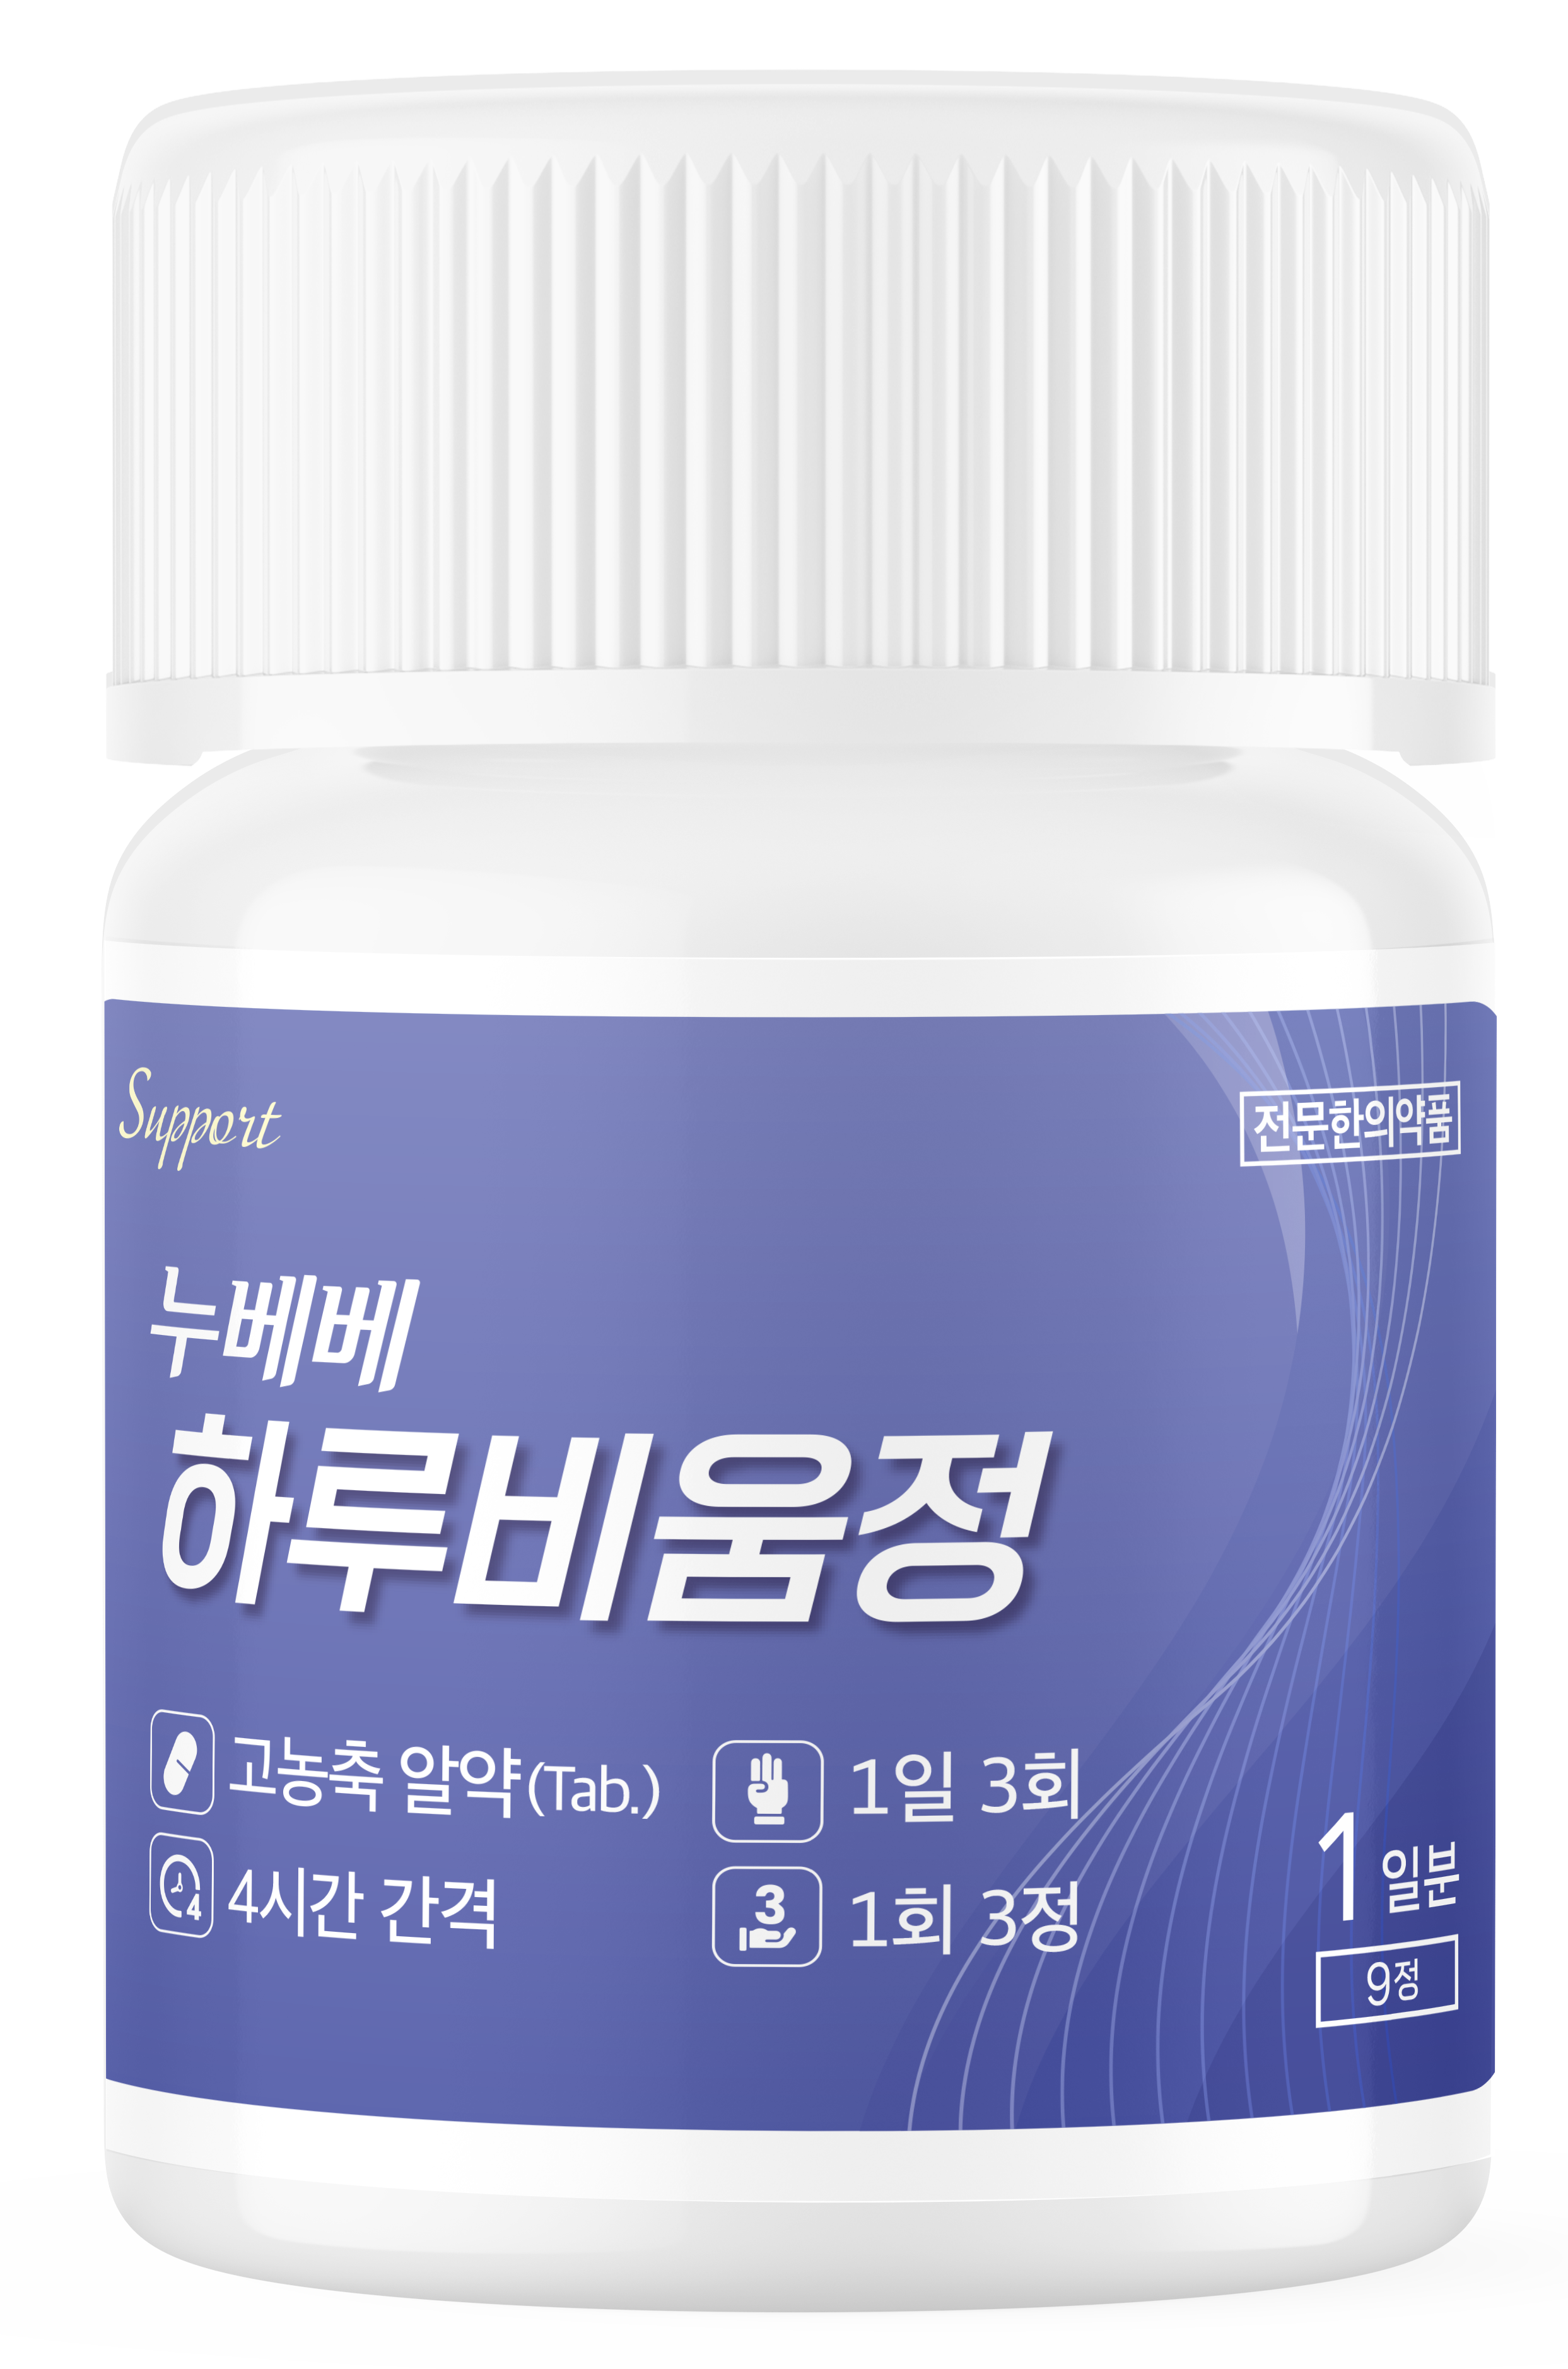 Support
전문한의약품
누베베
하루비움정
고농축 알약(Tab.)
1일 3회
4
4시간 간격
3
1회 3정
1 일분
9정